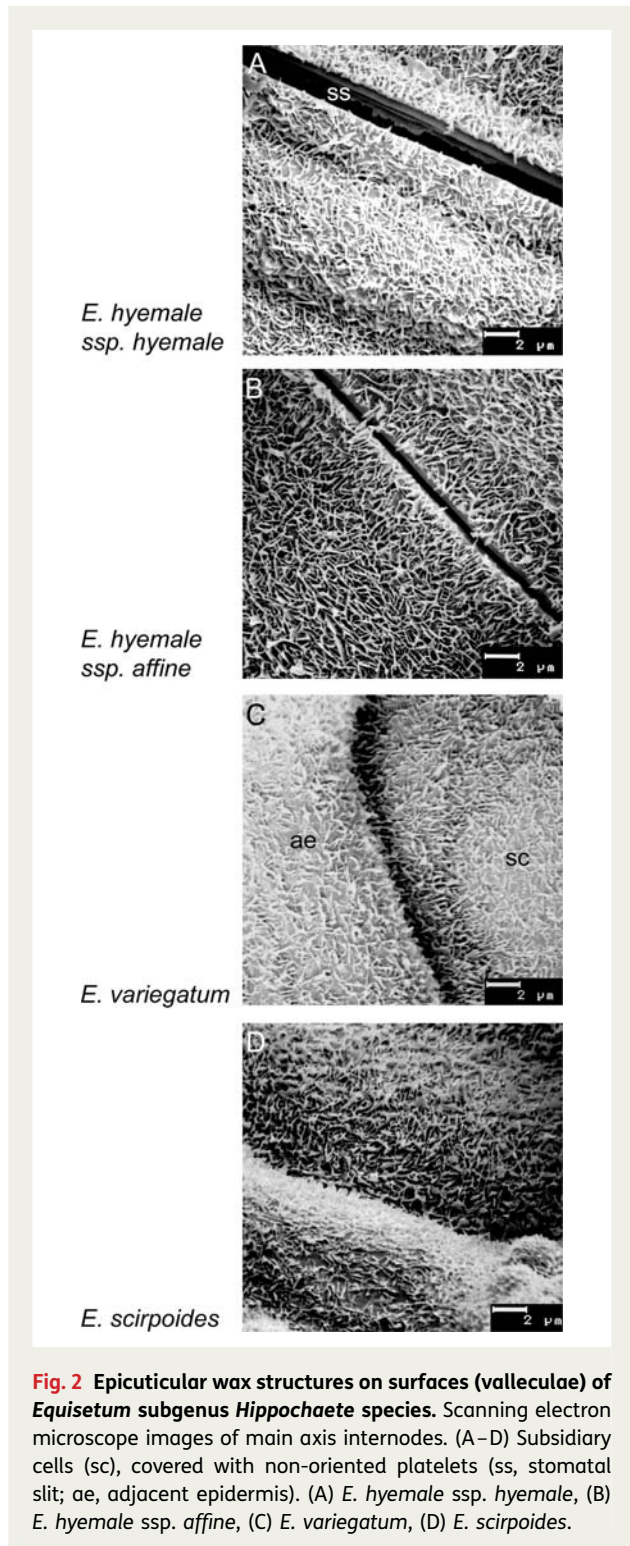 A
ss
2 µm
E. hyemale
ssp. hyemale
B
2 µm
E. hyemale
ssp. affine
C
ae
sc
2 µm
E. variegatum
D
2 µm
E. scirpoides
Fig. 2 Epicuticular wax structures on surfaces (valleculae) of
Equisetum subgenus Hippochaete species. Scanning electron
microscope images of main axis internodes. (A–D) Subsidiary
cells (sc), covered with non-oriented platelets (ss, stomatal
slit; ae, adjacent epidermis). (A) E. hyemale ssp. hyemale, (B)
E. hyemale ssp. affine, (C) E. variegatum, (D) E. scirpoides.